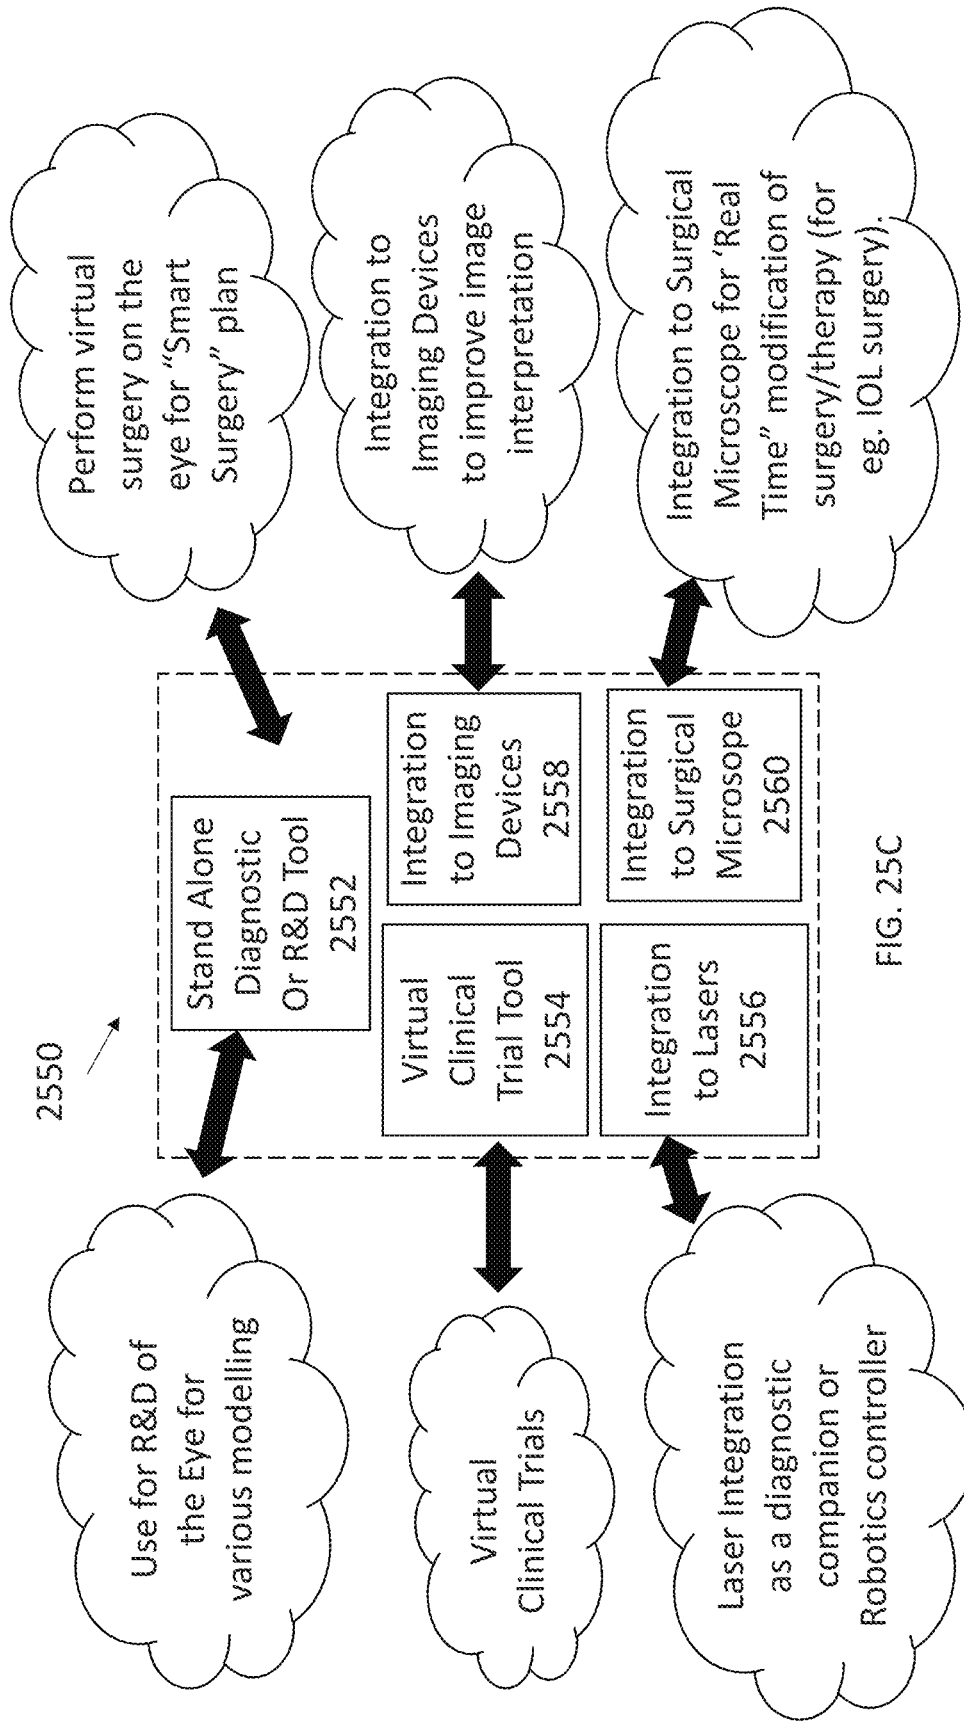 2550
Use for R&D of
the Eye for
various modelling
Stand Alone
Diagnostic
Or R&D Tool
2552
Perform virtual
surgery on the
eye for “Smart
Surgery” plan
Virtual
Clinical Trials
Virtual
Clinical
Trial Tool
2554
Integration
to Imaging
Devices
2558
Integration to
Imaging Devices
to improve image
interpretation
Laser Integration
as a diagnostic
companion or
Robotics controller
Integration
to Lasers
2556
Integration
to Surgical
Microsope
2560
Integration to Surgical
Microscope for ‘Real
Time” modification of
surgery/therapy (for
eg. IOL surgery).
FIG. 25C